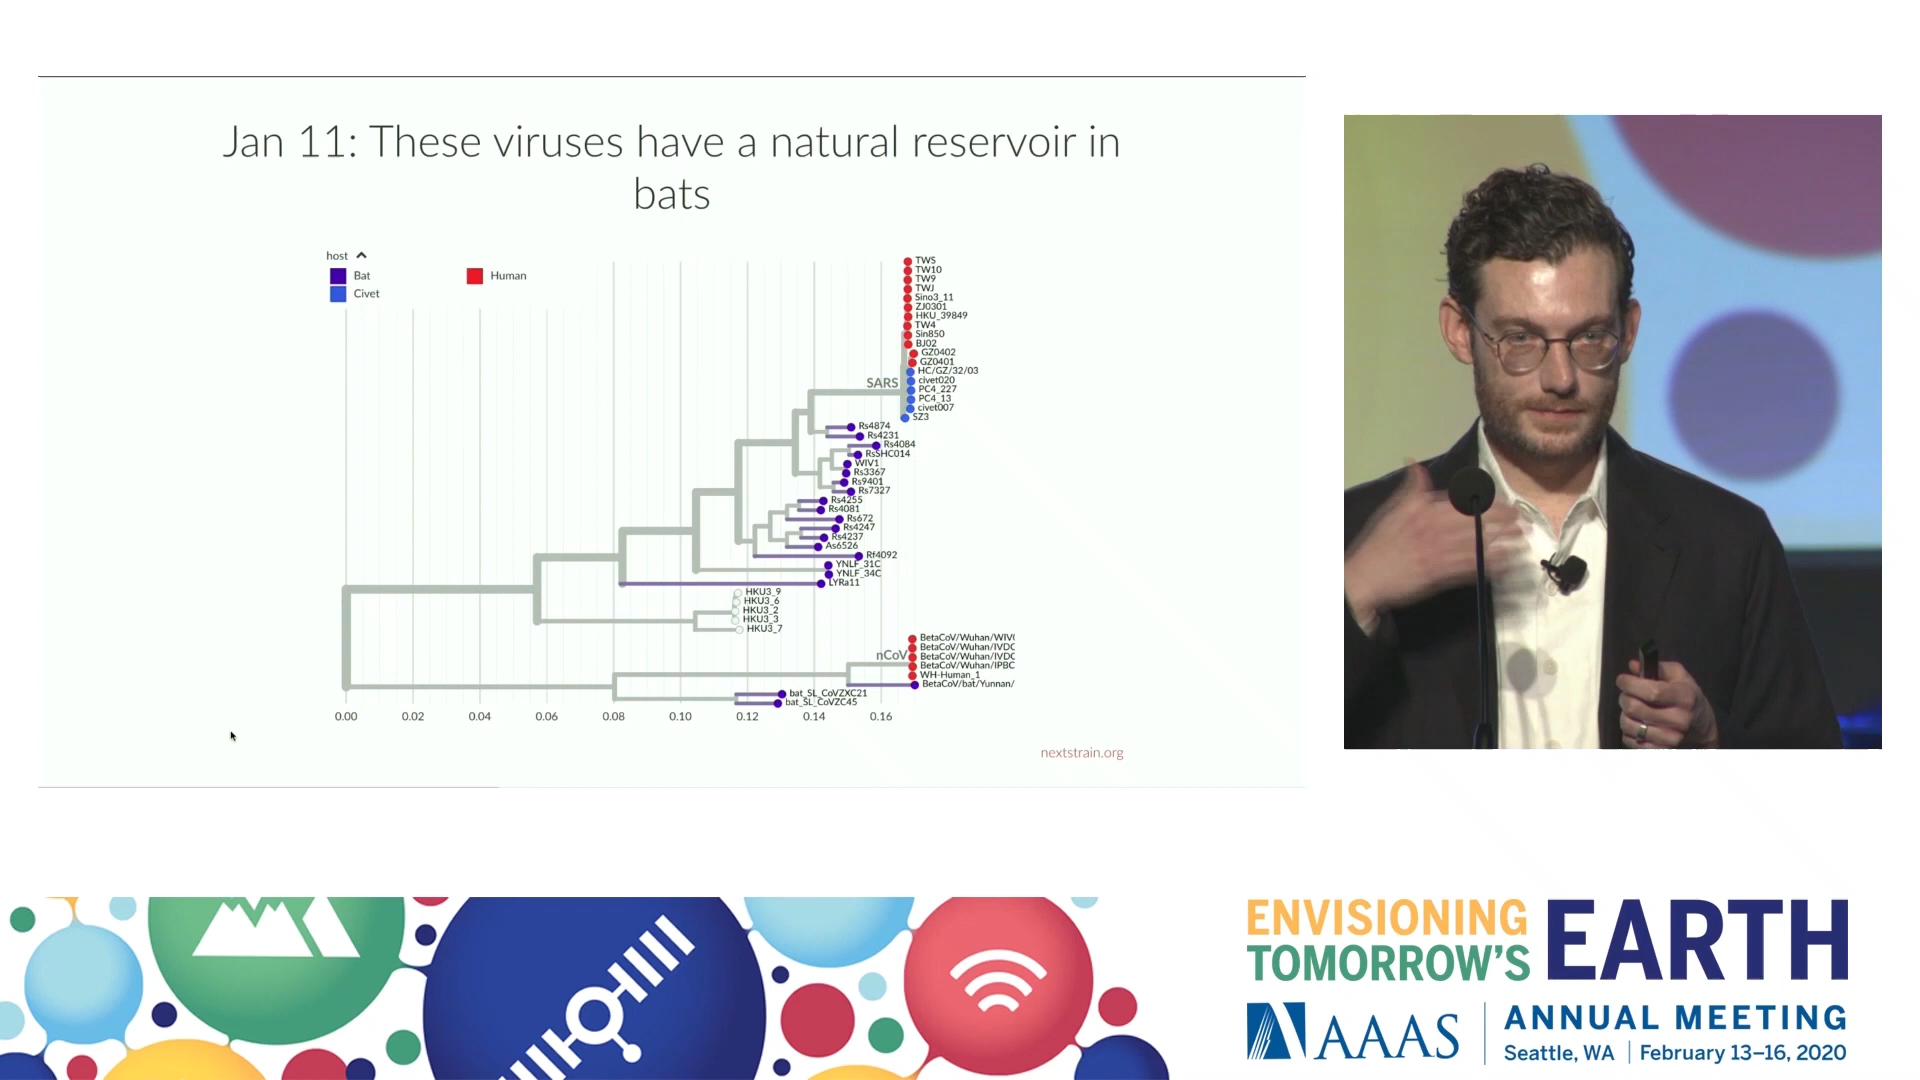 Jan 11: These viruses have a natural reservoir in
bats
host
Bat
Human
Civet
TWS
TW10
TW9
TWJ
Sino3_11
ZJ0301
HKU_39849
TW4
Sin850
BJ02
GZ0402
GZ0401
HC/GZ/32/03
SARS
civet020
PC4_227
PC4_13
civet007
SZ3
Rs4874
Rs4231
Rs4084
RsSHC014
WIV1
Rs3367
Rs9401
Rs7327
Rs4255
Rs4081
Rs672
Rs4247
Rs4237
As6526
Rf4092
YNLF_31C
YNLF_34C
LYRa11
HKU3_9
HKU3_6
HKU3_2
HKU3_3
HKU3_7
BetaCoV/Wuhan/WIV
BetaCoV/Wuhan/IVDC
nCoV
BetaCoV/Wuhan/IVDC
BetaCoV/Wuhan/IPBC
WH-Human_1
BetaCoV/bat/Yunnan/
bat_SL_CoVZXC21
bat_SL_CoVZC45
0.00 0.02 0.04 0.06 0.08 0.10 0.12 0.14 0.16
nextstrain.org
ENVISIONING
TOMORROW'S
EARTH
AAAS
ANNUAL MEETING
Seattle, WA | February 13–16, 2020